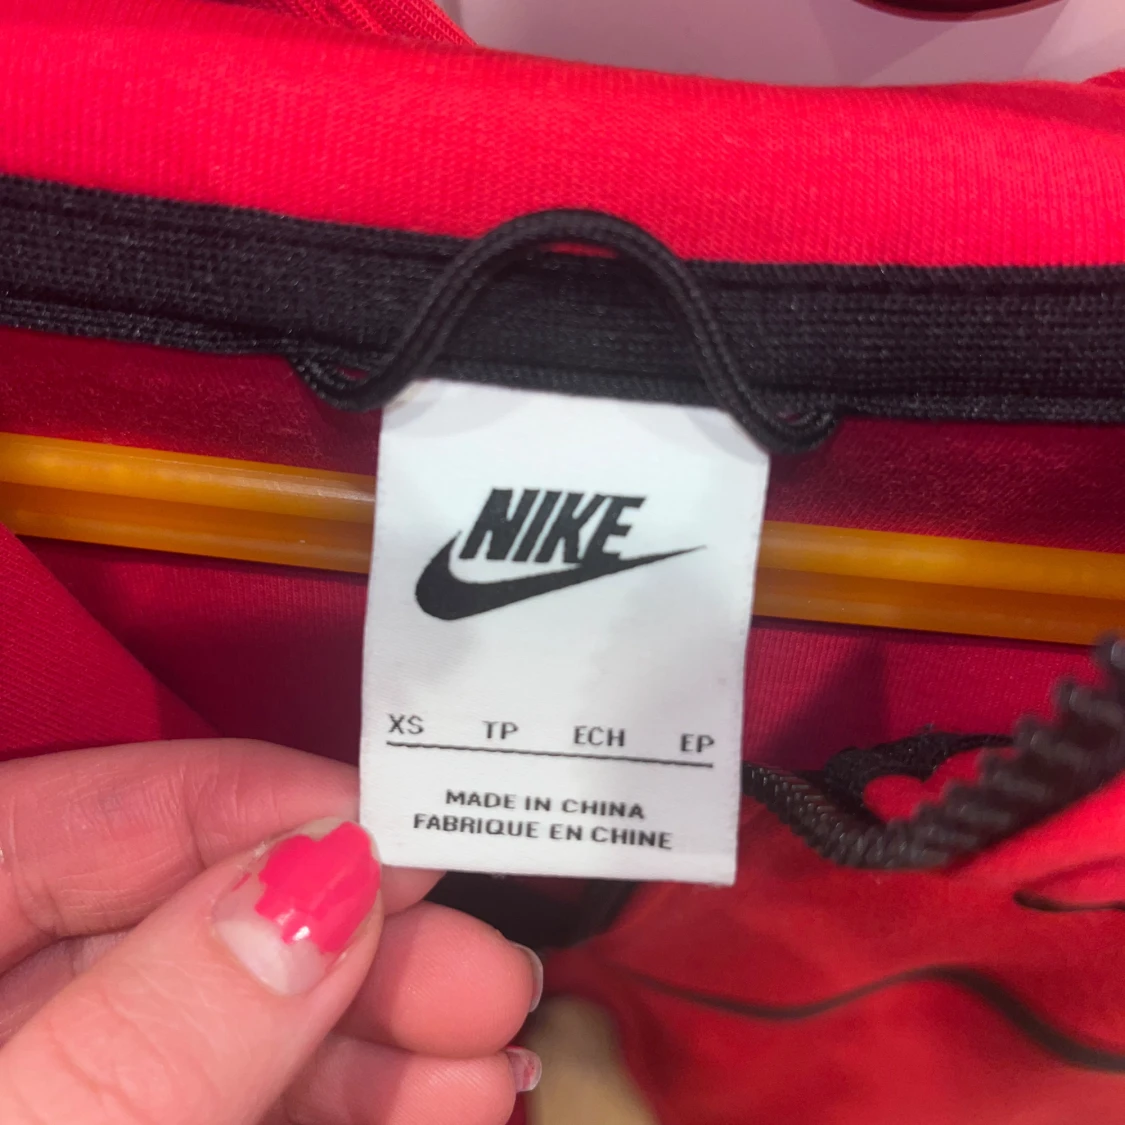 NIKE
XS TP ECH EP
MADE IN CHINA
FABRIQUE EN CHINE